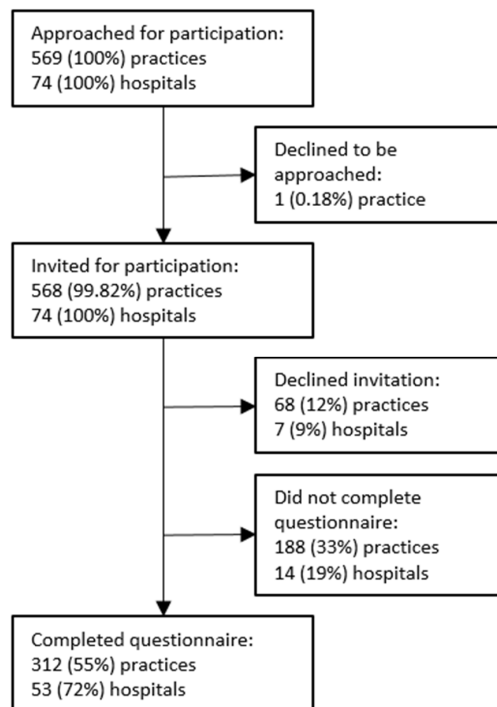 Approached for participation:
569 (100%) practices
74 (100%) hospitals
Declined to be
approached:
1 (0.18%) practice
Invited for participation:
568 (99.82%) practices
74 (100%) hospitals
Declined invitation:
68 (12%) practices
7 (9%) hospitals
Did not complete
questionnaire:
188 (33%) practices
14 (19%) hospitals
Completed questionnaire:
312 (55%) practices
53 (72%) hospitals